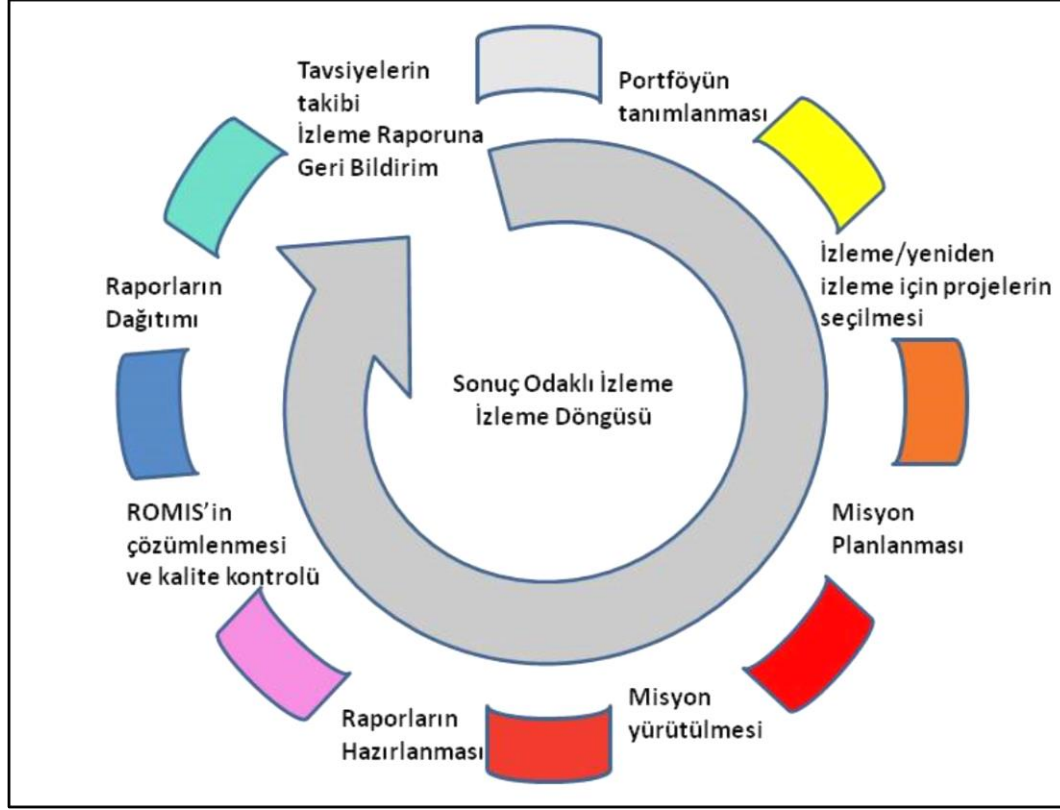 Tavsiyelerin
takibi
İzleme Raporuna
Geri Bildirim
Portföyün
tanımlanması
İzleme/yeniden
izleme için projelerin
seçilmesi
Misyon
Planlanması
Misyon
yürütülmesi
Raporların
Hazırlanması
ROMIS’in
çözümlenmesi
ve kalite kontrolü
Raporların
Dağıtımı
Sonuç Odaklı İzleme
İzleme Döngüsü